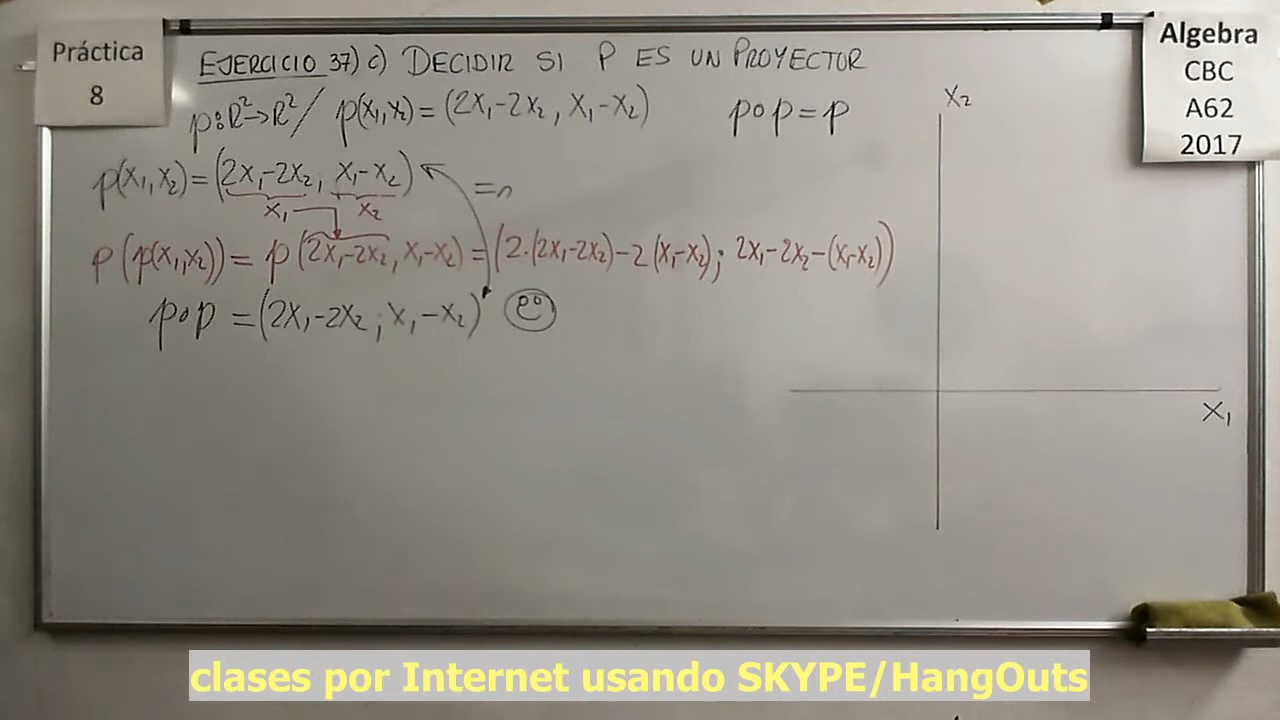 Práctica
8
EJERCICIO 37) c) DECIDIR SI P ES UN PROYECTOR
p:R²→R² / p(x₁,x₂)=(2x₁-2x₂, x₁-x₂)
p∘p=p
Algebra
CBC
A62
2017
p(x₁,x₂)=(2x₁-2x₂, x₁-x₂)
x₁ x₂
p(p(x₁,x₂))= p(2x₁-2x₂, x₁-x₂)=(2.(2x₁-2x₂)-2(x₁-x₂); 2x₁-2x₂-(x₁-x₂))
p∘p =(2x₁-2x₂; x₁-x₂)
x₂
x₁
clases por Internet usando SKYPE/HangOuts